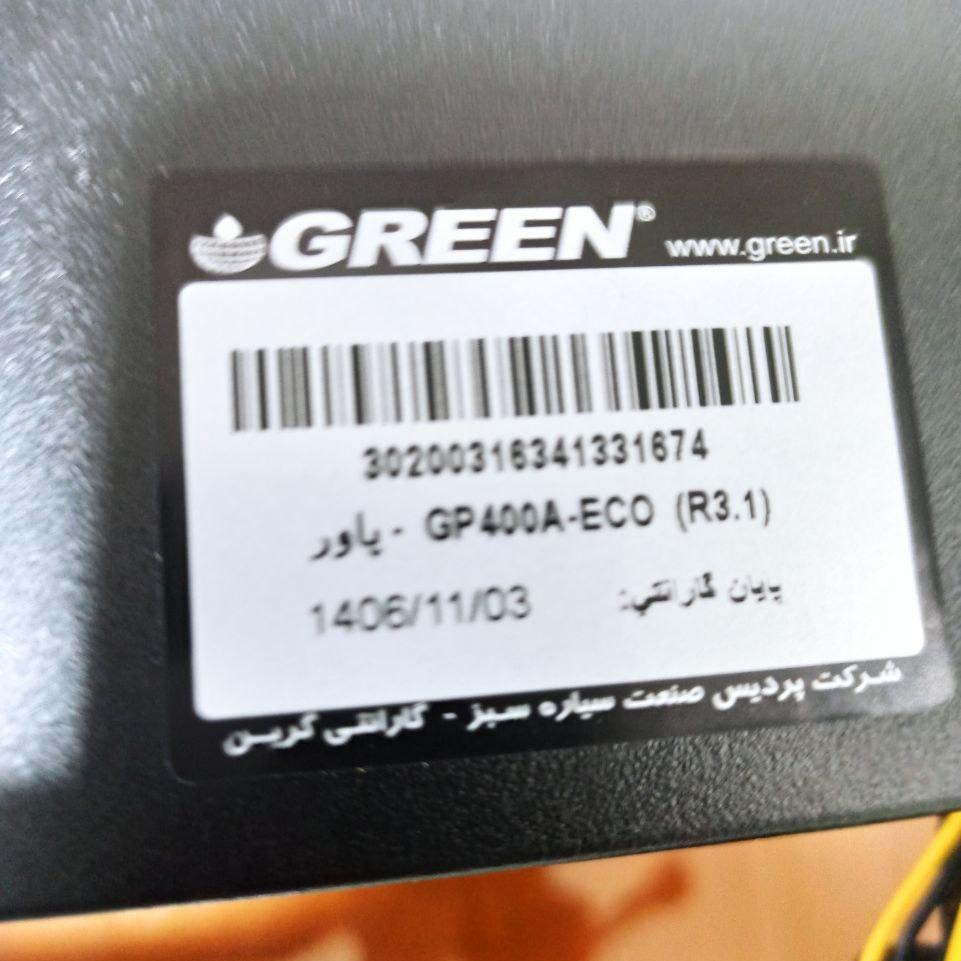 GREEN® www.green.ir
30200316341331674
پاور - GP400A-ECO (R3.1)
پایان گارانتي: 1406/11/03
شرکت پردیس صنعت سیاره سبز - گارانتی گرین